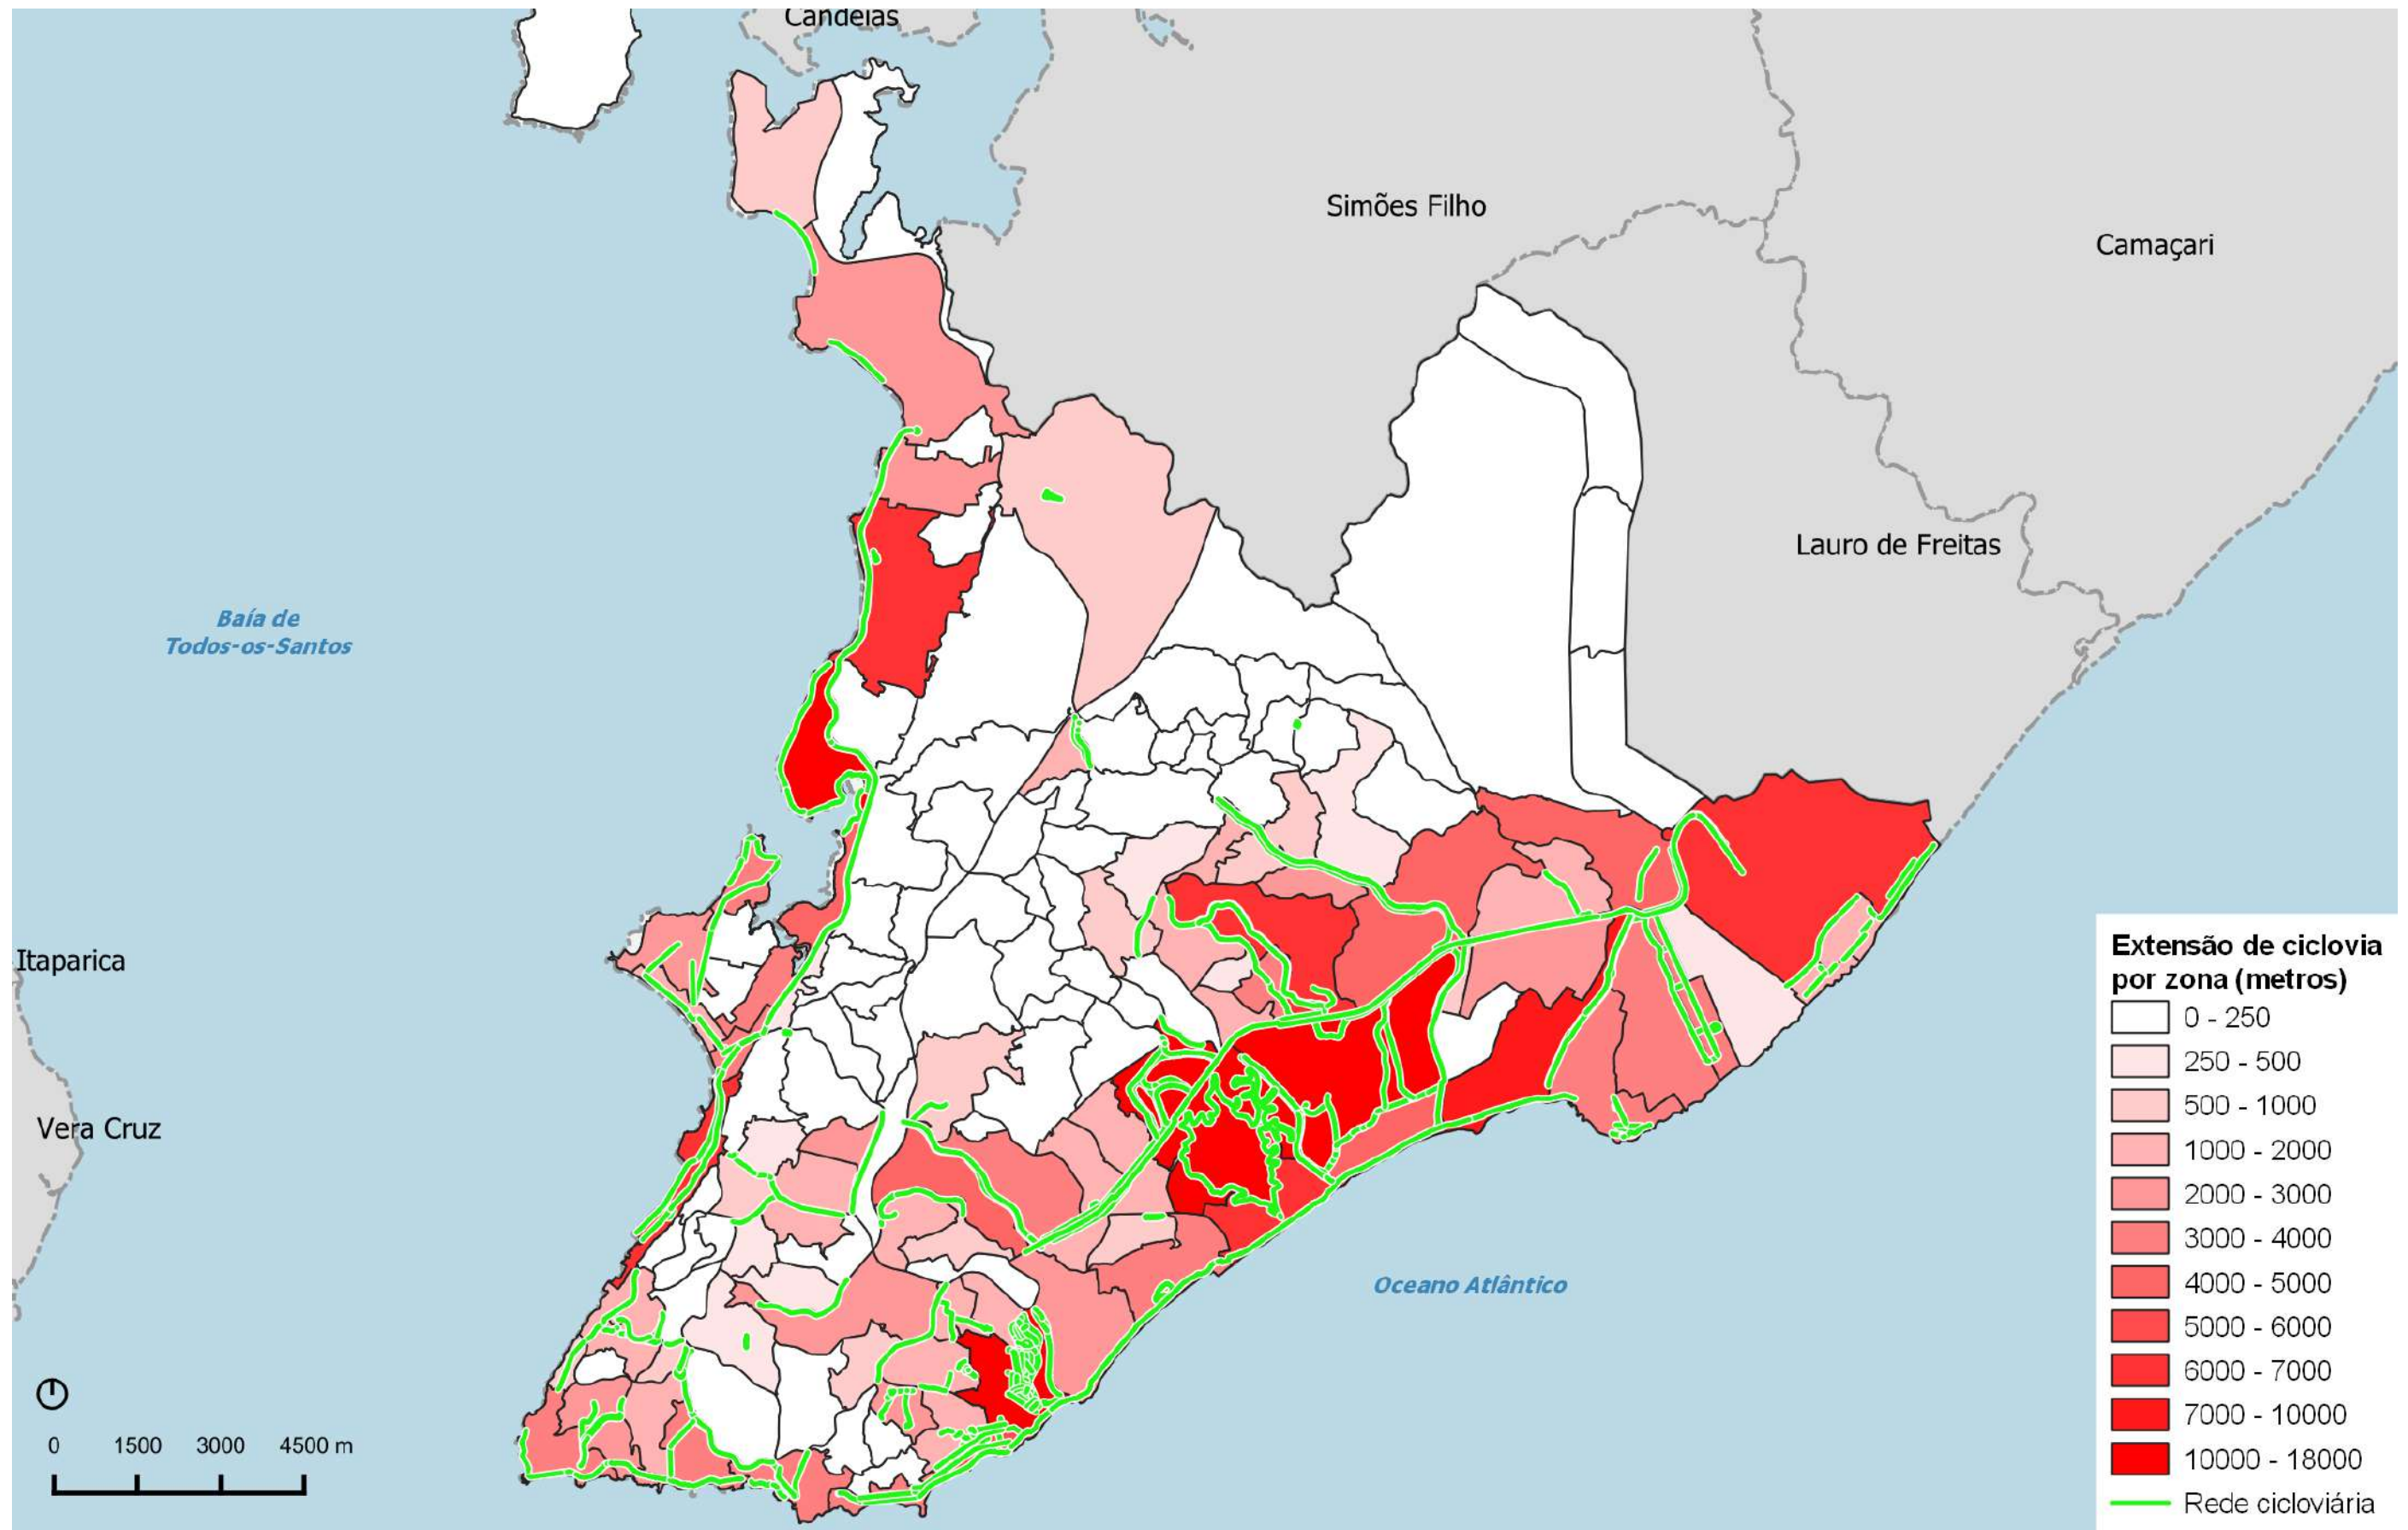 Candeias
Simões Filho
Camaçari
Lauro de Freitas
Baía de
Todos-os-Santos
Itaparica
Vera Cruz
Oceano Atlântico
0 1500 3000 4500 m
Extensão de ciclovia
por zona (metros)
0 - 250
250 - 500
500 - 1000
1000 - 2000
2000 - 3000
3000 - 4000
4000 - 5000
5000 - 6000
6000 - 7000
7000 - 10000
10000 - 18000
Rede cicloviária